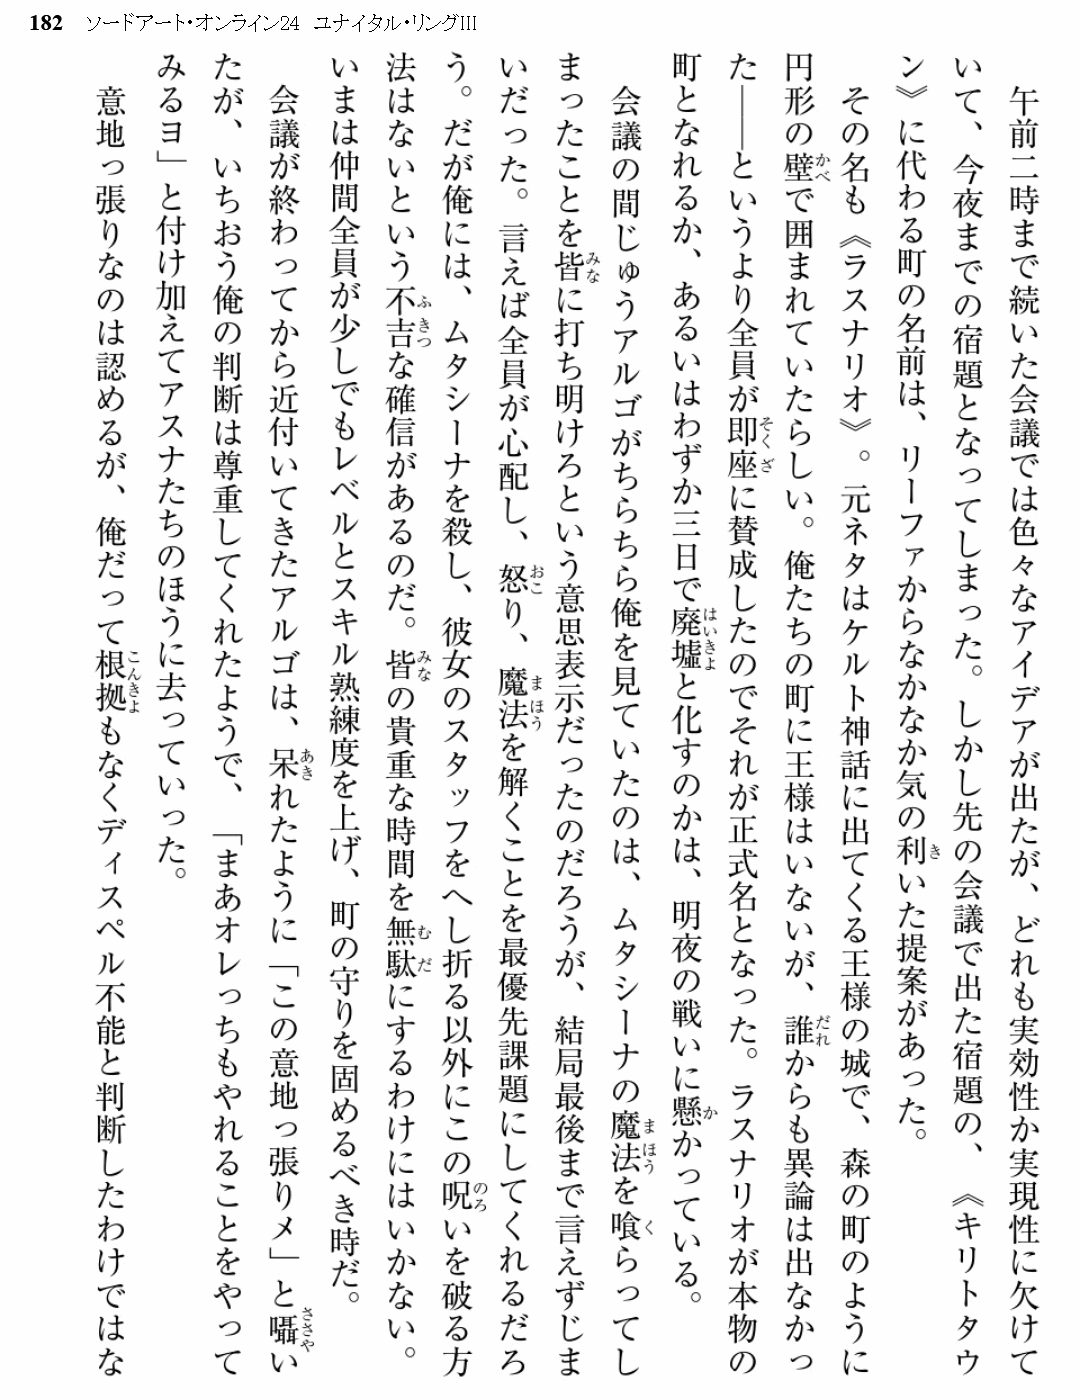 182 ソードアート・オンライン24 ユナイタル・リングIII
午前二時まで続いた会議では色々なアイデアが出たが、どれも実効性か実現性に欠けて
いて、今夜までの宿題となってしまった。しかし先の会議で出た宿題の、《キリトタウ
ン》に代わる町の名前は、リーファからなかなか気の利いた提案があった。
その名も《ラスナリオ》。元ネタはケルト神話に出てくる王様の城で、森の町のように
円形の壁で囲まれていたらしい。俺たちの町に王様はいないが、誰からも異論は出なかっ
た――というより全員が即座に賛成したのでそれが正式名となった。ラスナリオが本物の
町となれるか、あるいはわずか三日で廃墟と化すのかは、明夜の戦いに懸かっている。
会議の間じゅうアルゴがちらちら俺を見ていたのは、ムタシーナの魔法を喰らってし
まったことを皆に打ち明けろという意思表示だったのだろうが、結局最後まで言えずじま
いだった。言えば全員が心配し、怒り、魔法を解くことを最優先課題にしてくれるだろ
う。だが俺には、ムタシーナを殺し、彼女のスタッフをへし折る以外にこの呪いを破る方
法はないという不吉な確信があるのだ。皆の貴重な時間を無駄にするわけにはいかない。
いまは仲間全員が少しでもレベルとスキル熟練度を上げ、町の守りを固めるべき時だ。
会議が終わってから近付いてきたアルゴは、呆れたように「この意地っ張りメ」と囁い
たが、いちおう俺の判断は尊重してくれたようで、「まあオレっちもやれることをやって
みるヨ」と付け加えてアスナたちのほうに去っていった。
意地っ張りなのは認めるが、俺だって根拠もなくディスペル不能と判断したわけではな